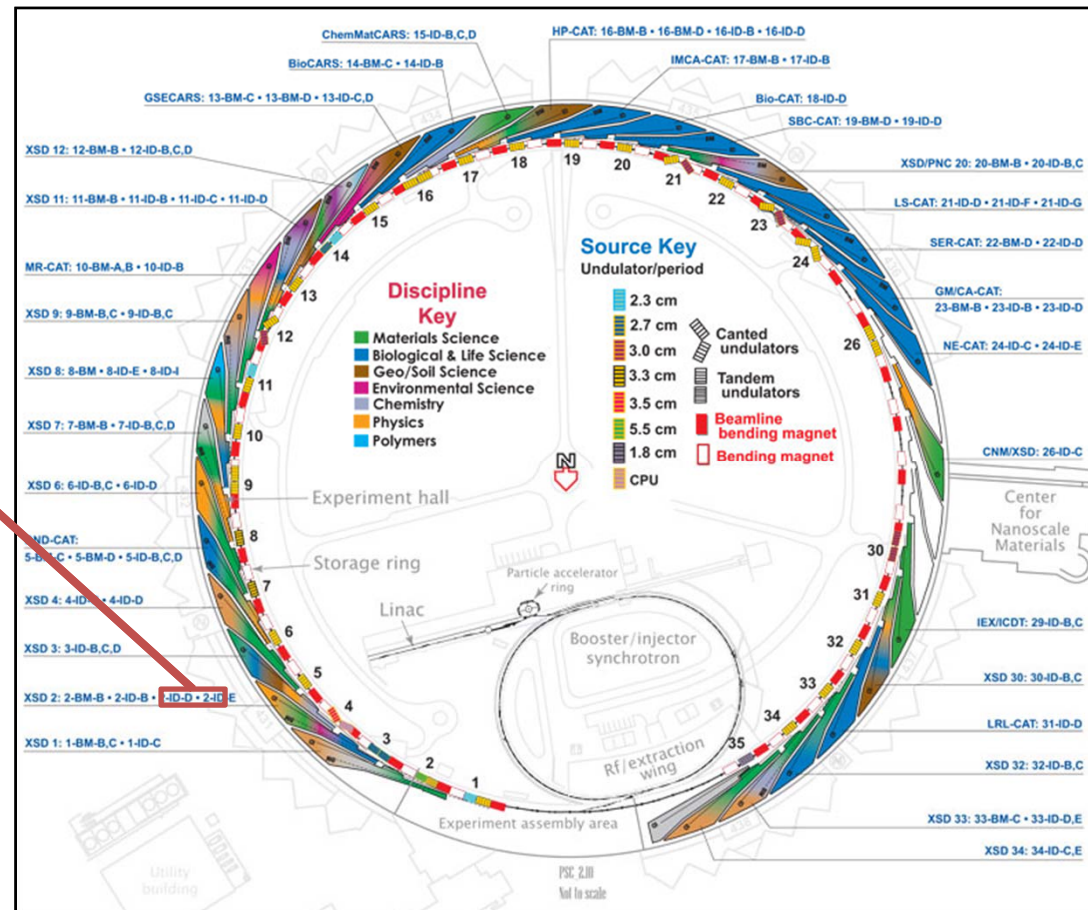 ChemMatCARS: 15-ID-B,C,D
HP-CAT: 16-BM-B • 16-BM-D • 16-ID-B • 16-ID-D
BioCARS: 14-BM-C • 14-ID-B
IMCA-CAT: 17-BM-B • 17-ID-B
GSECARS: 13-BM-C • 13-BM-D • 13-ID-C,D
Bio-CAT: 18-ID-D
SBC-CAT: 19-BM-D • 19-ID-D
XSD 12: 12-BM-B • 12-ID-B,C,D
XSD/PNC 20: 20-BM-B • 20-ID-B,C
XSD 11: 11-BM-B • 11-ID-B • 11-ID-C • 11-ID-D
LS-CAT: 21-ID-D • 21-ID-F • 21-ID-G
SER-CAT: 22-BM-D • 22-ID-D
MR-CAT: 10-BM-A,B • 10-ID-B
GM/CA-CAT:
23-BM-B • 23-ID-B • 23-ID-D
XSD 9: 9-BM-B,C • 9-ID-B,C
NE-CAT: 24-ID-C • 24-ID-E
XSD 8: 8-BM • 8-ID-E • 8-ID-I
XSD 7: 7-BM-B • 7-ID-B,C,D
CNM/XSD: 26-ID-C
XSD 6: 6-ID-B,C • 6-ID-D
ND-CAT:
5-BM-C • 5-BM-D • 5-ID-B,C,D
XSD 4: 4-ID- • 4-ID-D
IEX/ICDT: 29-ID-B,C
XSD 3: 3-ID-B,C,D
XSD 30: 30-ID-B,C
XSD 2: 2-BM-B • 2-ID-B • 2-ID-D • 2-ID-E
LRL-CAT: 31-ID-D
XSD 1: 1-BM-B,C • 1-ID-C
XSD 32: 32-ID-B,C
XSD 33: 33-BM-C • 33-ID-D,E
XSD 34: 34-ID-C,E
Discipline
Key
Materials Science
Biological & Life Science
Geo/Soil Science
Environmental Science
Chemistry
Physics
Polymers
Source Key
Undulator/period
2.3 cm
2.7 cm
3.0 cm
3.3 cm
3.5 cm
5.5 cm
1.8 cm
CPU
Canted
undulators
Tandem
undulators
Beamline
bending magnet
Bending magnet
N
1
2
3
4
5
6
7
8
9
10
11
12
13
14
15
16
17
18
19
20
21
22
23
24
26
30
31
32
33
34
35
Experiment hall
Storage ring
Linac
Particle accelerator
ring
Booster/injector
synchrotron
Rf/extraction
wing
Experiment assembly area
Center
for
Nanoscale
Materials
Utility
building
434
436
PSC_2.10
Not to scale